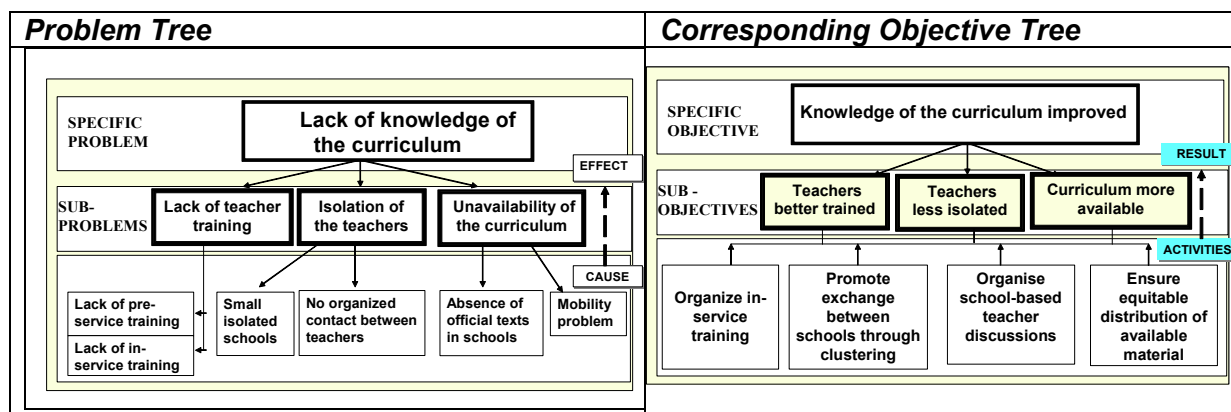 Problem Tree
SPECIFIC
PROBLEM
Lack of knowledge of
the curriculum
EFFECT
SUB-
PROBLEMS
Lack of teacher
training
Isolation of
the teachers
Unavailability of
the curriculum
CAUSE
Lack of pre-
service training
Lack of in-
service training
Small
isolated
schools
No organized
contact between
teachers
Absence of
official texts
in schools
Mobility
problem
Corresponding Objective Tree
SPECIFIC
OBJECTIVE
Knowledge of the curriculum improved
RESULT
SUB -
OBJECTIVES
Teachers
better trained
Teachers
less isolated
Curriculum more
available
ACTIVITIES
Organize in-
service
training
Promote
exchange
between
schools through
clustering
Organise
school-based
teacher
discussions
Ensure
equitable
distribution of
available
material